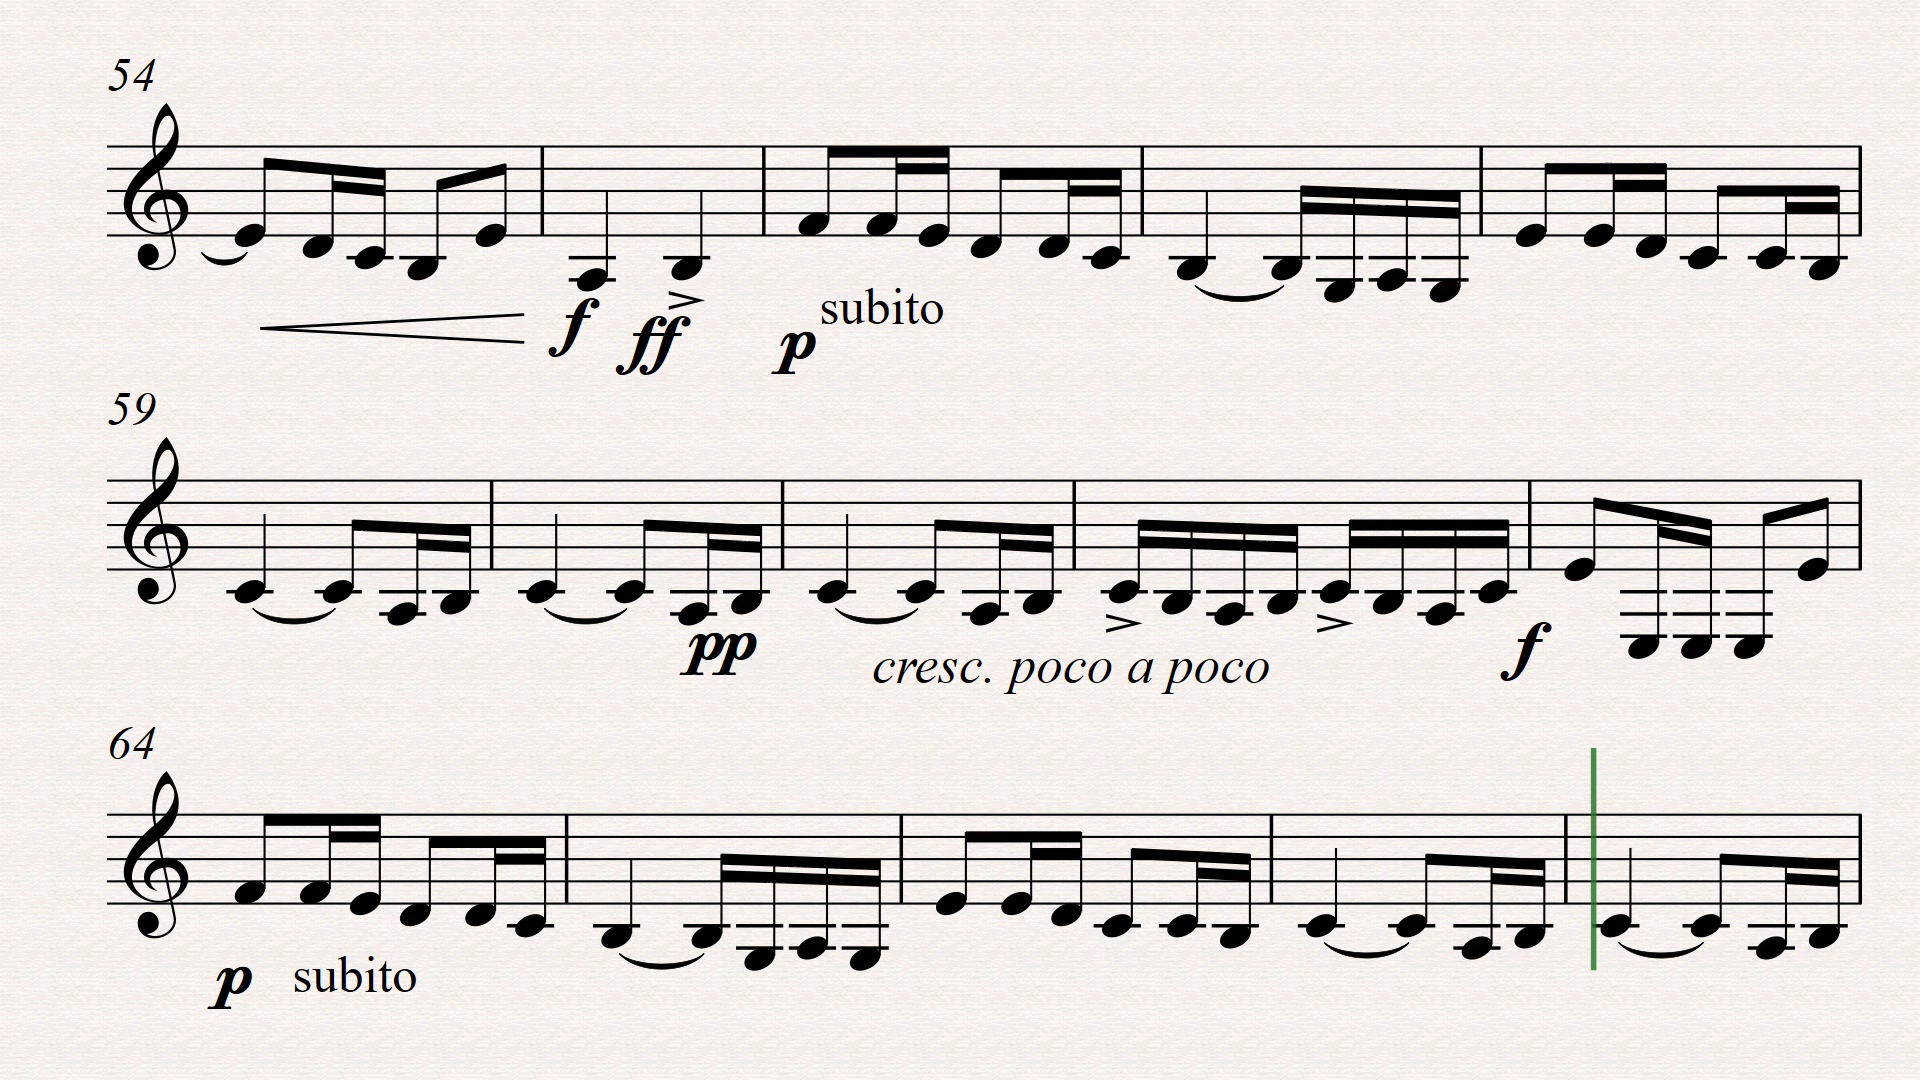 54
f ff p subito
59
pp cresc. poco a poco f
64
p subito